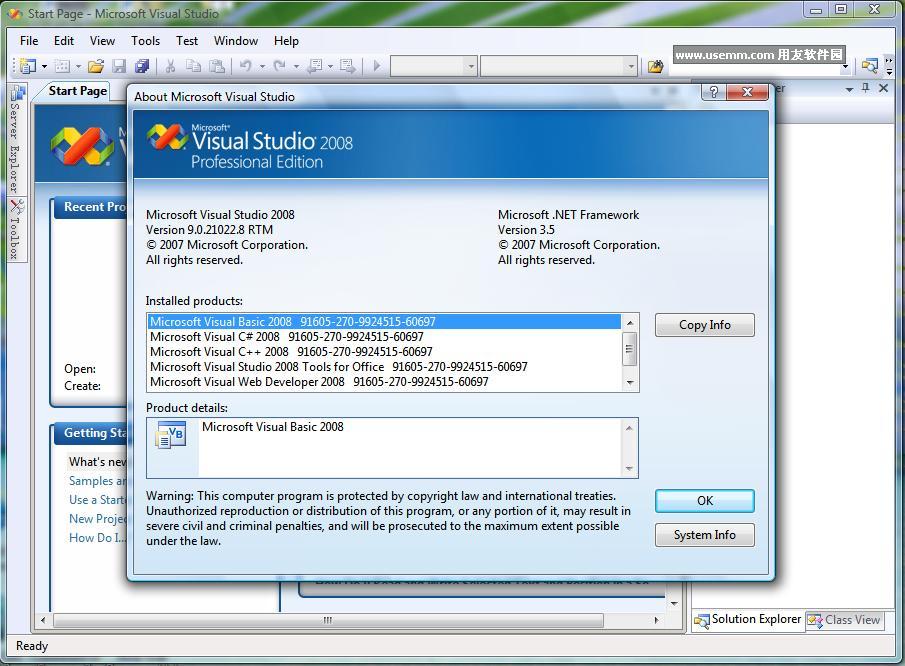 Start Page - Microsoft Visual Studio
File Edit View Tools Test Window Help
www.usemm.com 用友软件园
Server Explorer
Toolbox
Start Page
Recent Pro
Open:
Create:
Getting Sta
What's new
Samples an
Use a Start
New Projec
How Do I...
About Microsoft Visual Studio
Microsoft®
Visual Studio® 2008
Professional Edition
Microsoft Visual Studio 2008
Version 9.0.21022.8 RTM
© 2007 Microsoft Corporation.
All rights reserved.
Microsoft .NET Framework
Version 3.5
© 2007 Microsoft Corporation.
All rights reserved.
Installed products:
Microsoft Visual Basic 2008 91605-270-9924515-60697
Microsoft Visual C# 2008 91605-270-9924515-60697
Microsoft Visual C++ 2008 91605-270-9924515-60697
Microsoft Visual Studio 2008 Tools for Office 91605-270-9924515-60697
Microsoft Visual Web Developer 2008 91605-270-9924515-60697
Copy Info
Product details:
VB
Microsoft Visual Basic 2008
Warning: This computer program is protected by copyright law and international treaties.
Unauthorized reproduction or distribution of this program, or any portion of it, may result in
severe civil and criminal penalties, and will be prosecuted to the maximum extent possible
under the law.
OK
System Info
Solution Explorer
Class View
Ready